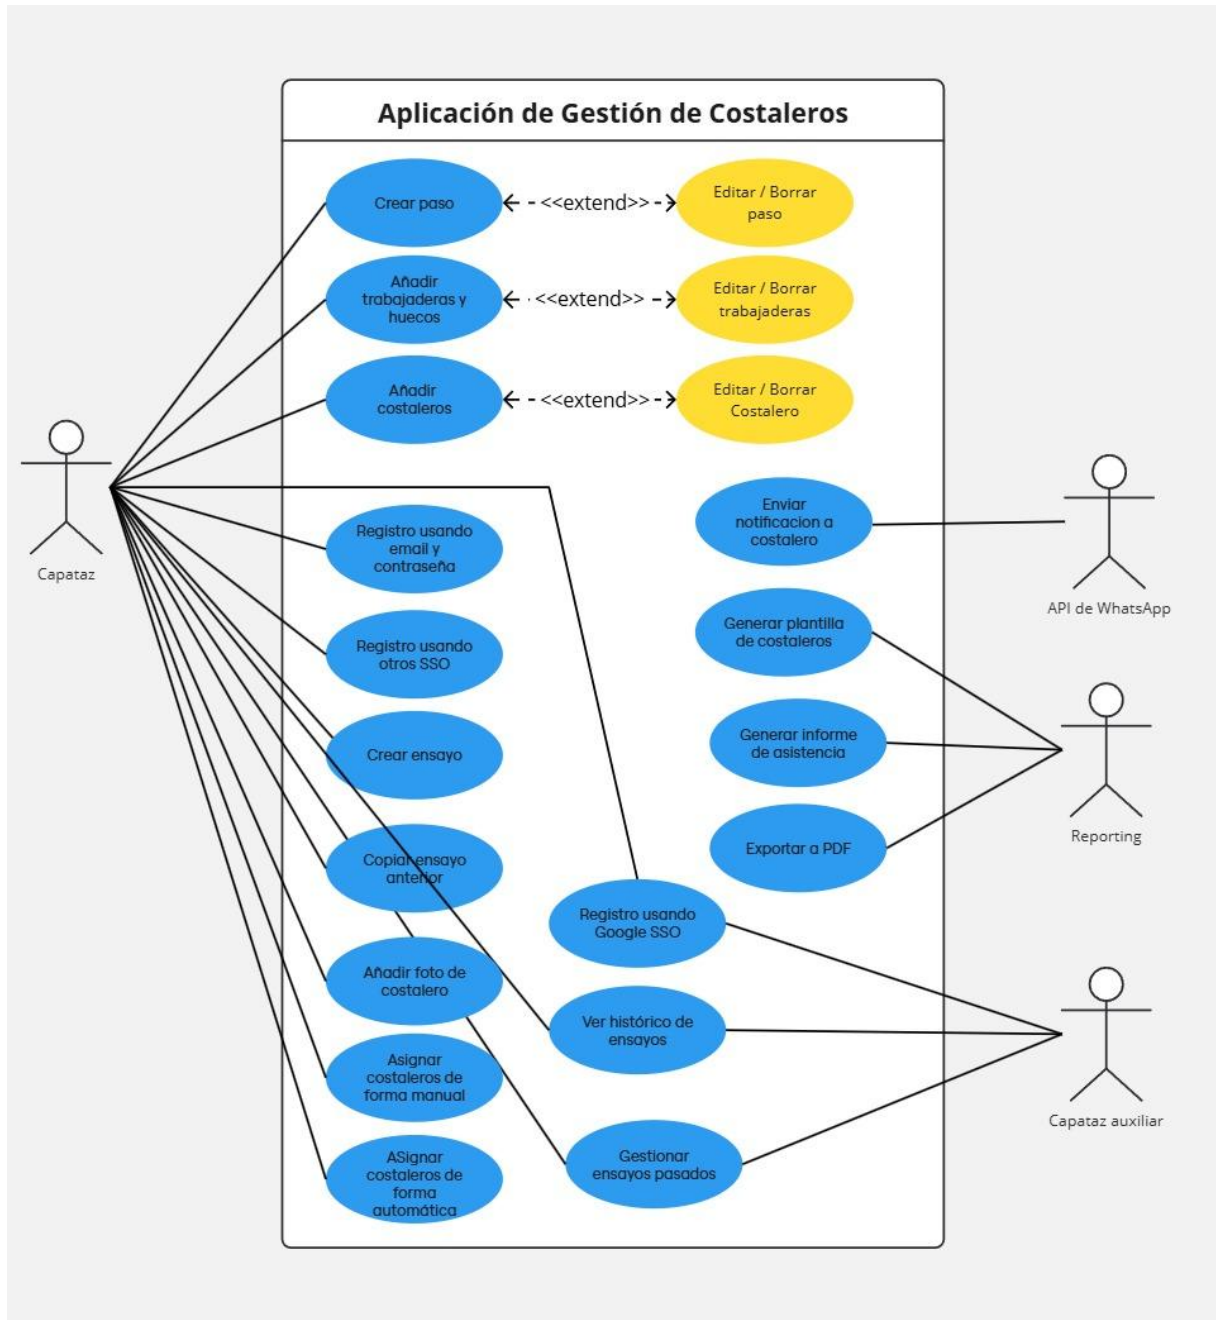 Aplicación de Gestión de Costaleros
Crear paso
<<extend>>
Editar / Borrar
paso
Añadir
trabajaderas y
huecos
<<extend>>
Editar / Borrar
trabajaderas
Añadir
costaleros
<<extend>>
Editar / Borrar
Costalero
Capataz
Registro usando
email y
contraseña
Registro usando
otros SSO
Crear ensayo
Copiar ensayo
anterior
Añadir foto de
costalero
Asignar
costaleros de
forma manual
ASignar
costaleros de
forma
automática
Enviar
notificacion a
costalero
Generar plantilla
de costaleros
Generar informe
de asistencia
Exportar a PDF
Registro usando
Google SSO
Ver histórico de
ensayos
Gestionar
ensayos pasados
API de WhatsApp
Reporting
Capataz auxiliar